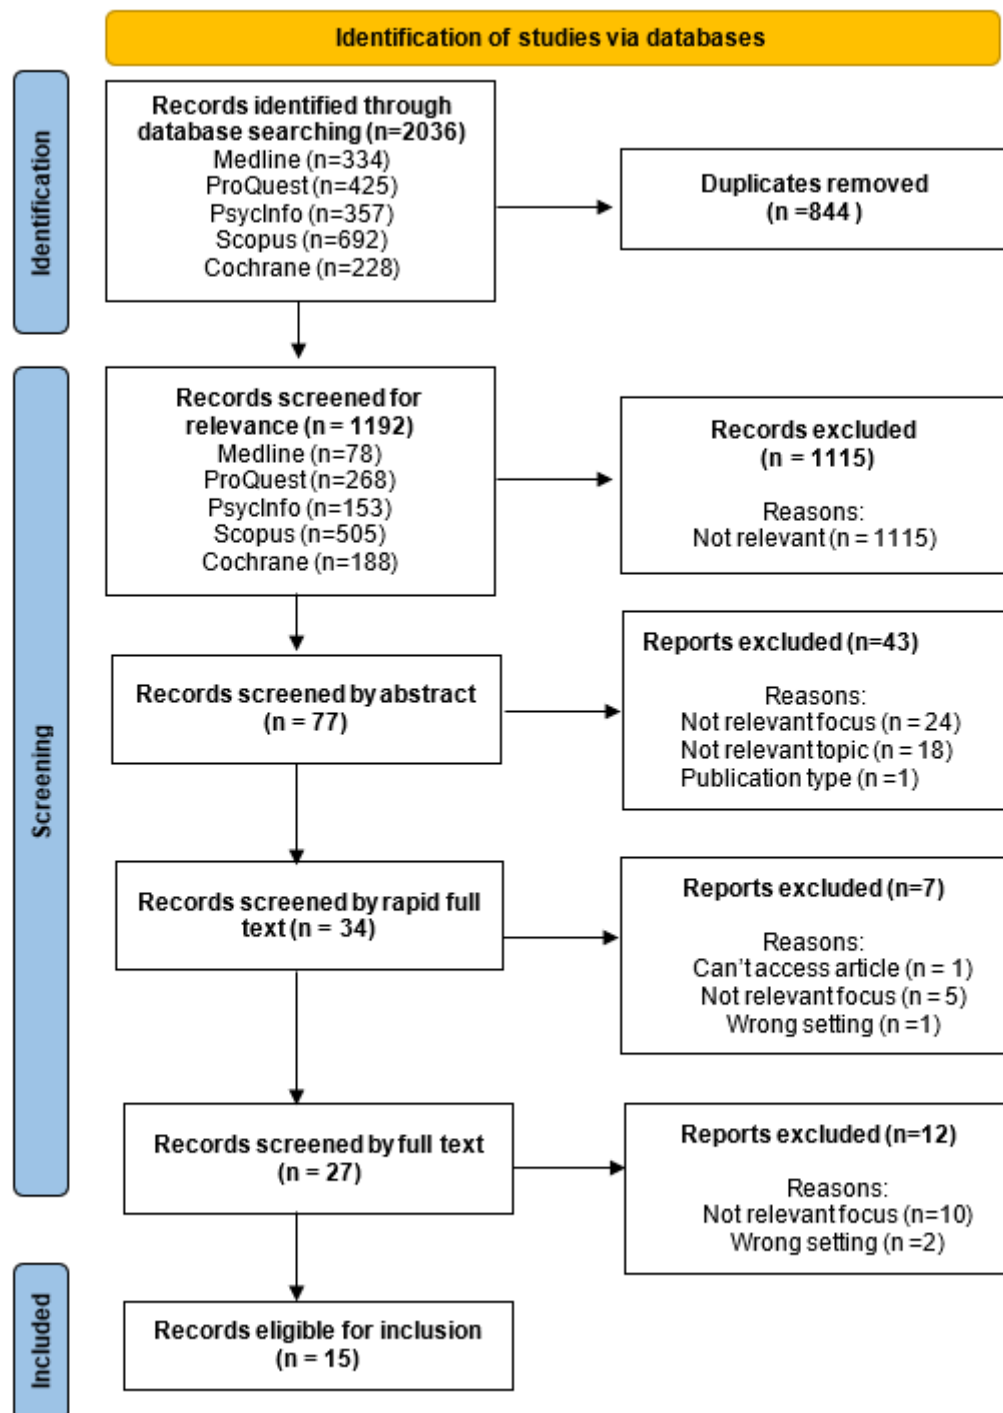 Identification of studies via databases
Identification
Records identified through
database searching (n=2036)
Medline (n=334)
ProQuest (n=425)
PsycInfo (n=357)
Scopus (n=692)
Cochrane (n=228)
Duplicates removed
(n =844 )
Screening
Records screened for
relevance (n = 1192)
Medline (n=78)
ProQuest (n=268)
PsycInfo (n=153)
Scopus (n=505)
Cochrane (n=188)
Records excluded
(n = 1115)
Reasons:
Not relevant (n = 1115)
Records screened by abstract
(n = 77)
Reports excluded (n=43)
Reasons:
Not relevant focus (n = 24)
Not relevant topic (n = 18)
Publication type (n =1)
Records screened by rapid full
text (n = 34)
Reports excluded (n=7)
Reasons:
Can't access article (n = 1)
Not relevant focus (n = 5)
Wrong setting (n =1)
Records screened by full text
(n = 27)
Reports excluded (n=12)
Reasons:
Not relevant focus (n=10)
Wrong setting (n =2)
Included
Records eligible for inclusion
(n = 15)